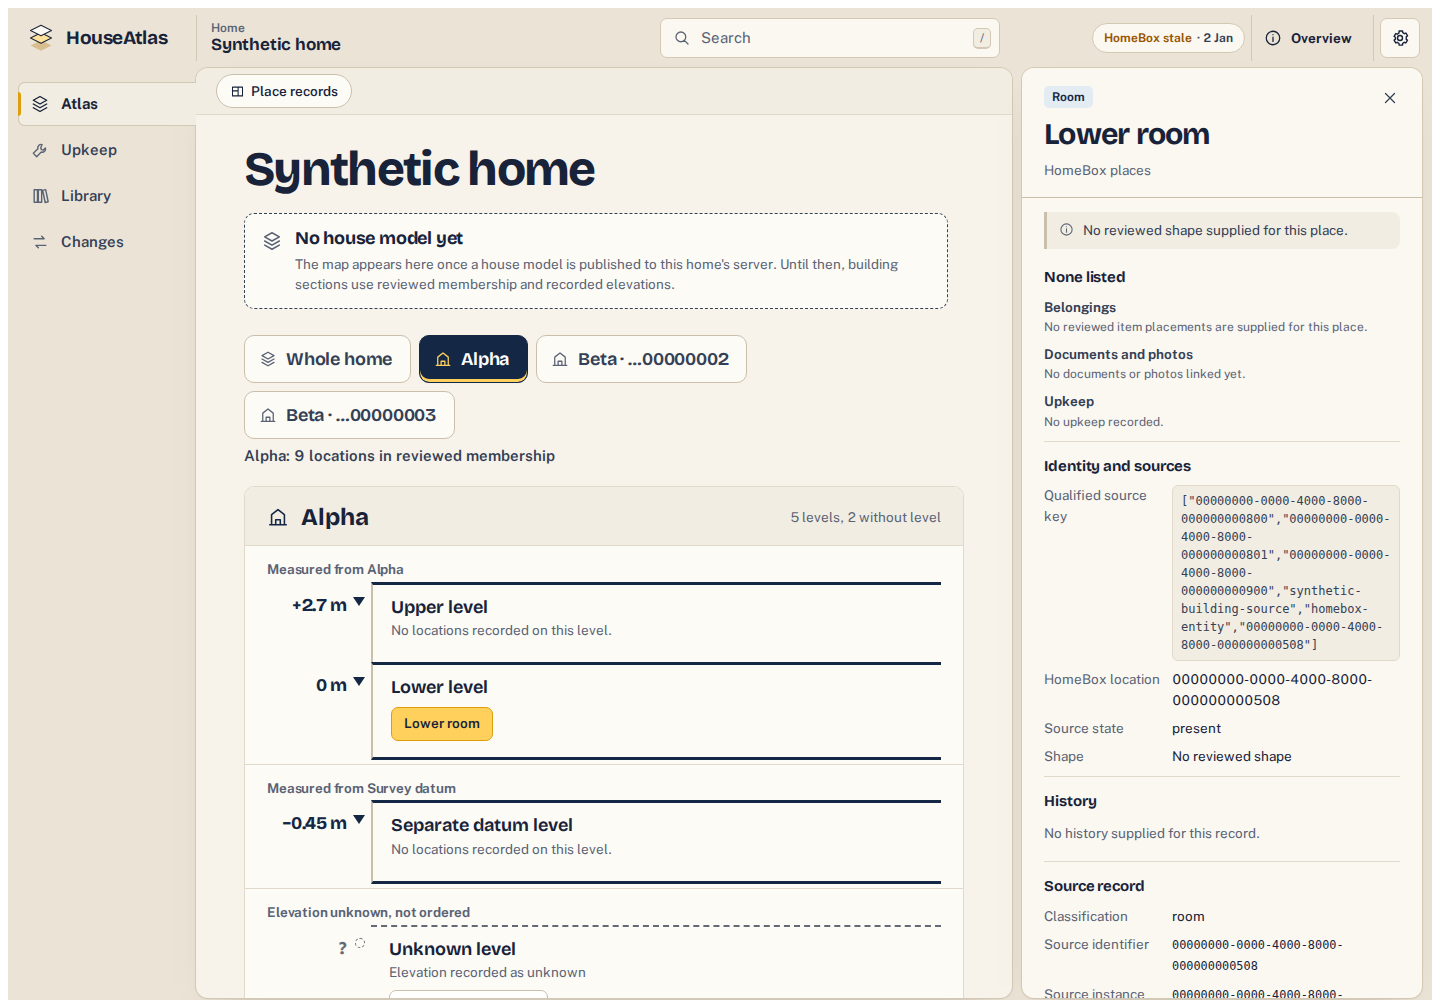 HouseAtlas
Home
Synthetic home
Search
/
HomeBox stale · 2 Jan
Overview
Atlas
Upkeep
Library
Changes
Place records
Synthetic home
No house model yet
The map appears here once a house model is published to this home's server. Until then, building
sections use reviewed membership and recorded elevations.
Whole home
Alpha
Beta · …00000002
Beta · …00000003
Alpha: 9 locations in reviewed membership
Alpha
5 levels, 2 without level
Measured from Alpha
+2.7 m
Upper level
No locations recorded on this level.
0 m
Lower level
Lower room
Measured from Survey datum
−0.45 m
Separate datum level
No locations recorded on this level.
Elevation unknown, not ordered
?
Unknown level
Elevation recorded as unknown
Room
Lower room
HomeBox places
No reviewed shape supplied for this place.
None listed
Belongings
No reviewed item placements are supplied for this place.
Documents and photos
No documents or photos linked yet.
Upkeep
No upkeep recorded.
Identity and sources
Qualified source
key
["00000000-0000-4000-8000-
000000000800","00000000-0000-
4000-8000-
000000000801","00000000-0000-
4000-8000-
000000000900","synthetic-
building-source","homebox-
entity","00000000-0000-4000-
8000-000000000508"]
HomeBox location
00000000-0000-4000-8000-
000000000508
Source state
present
Shape
No reviewed shape
History
No history supplied for this record.
Source record
Classification
room
Source identifier
00000000-0000-4000-8000-
000000000508
Source instance
00000000-0000-4000-8000-